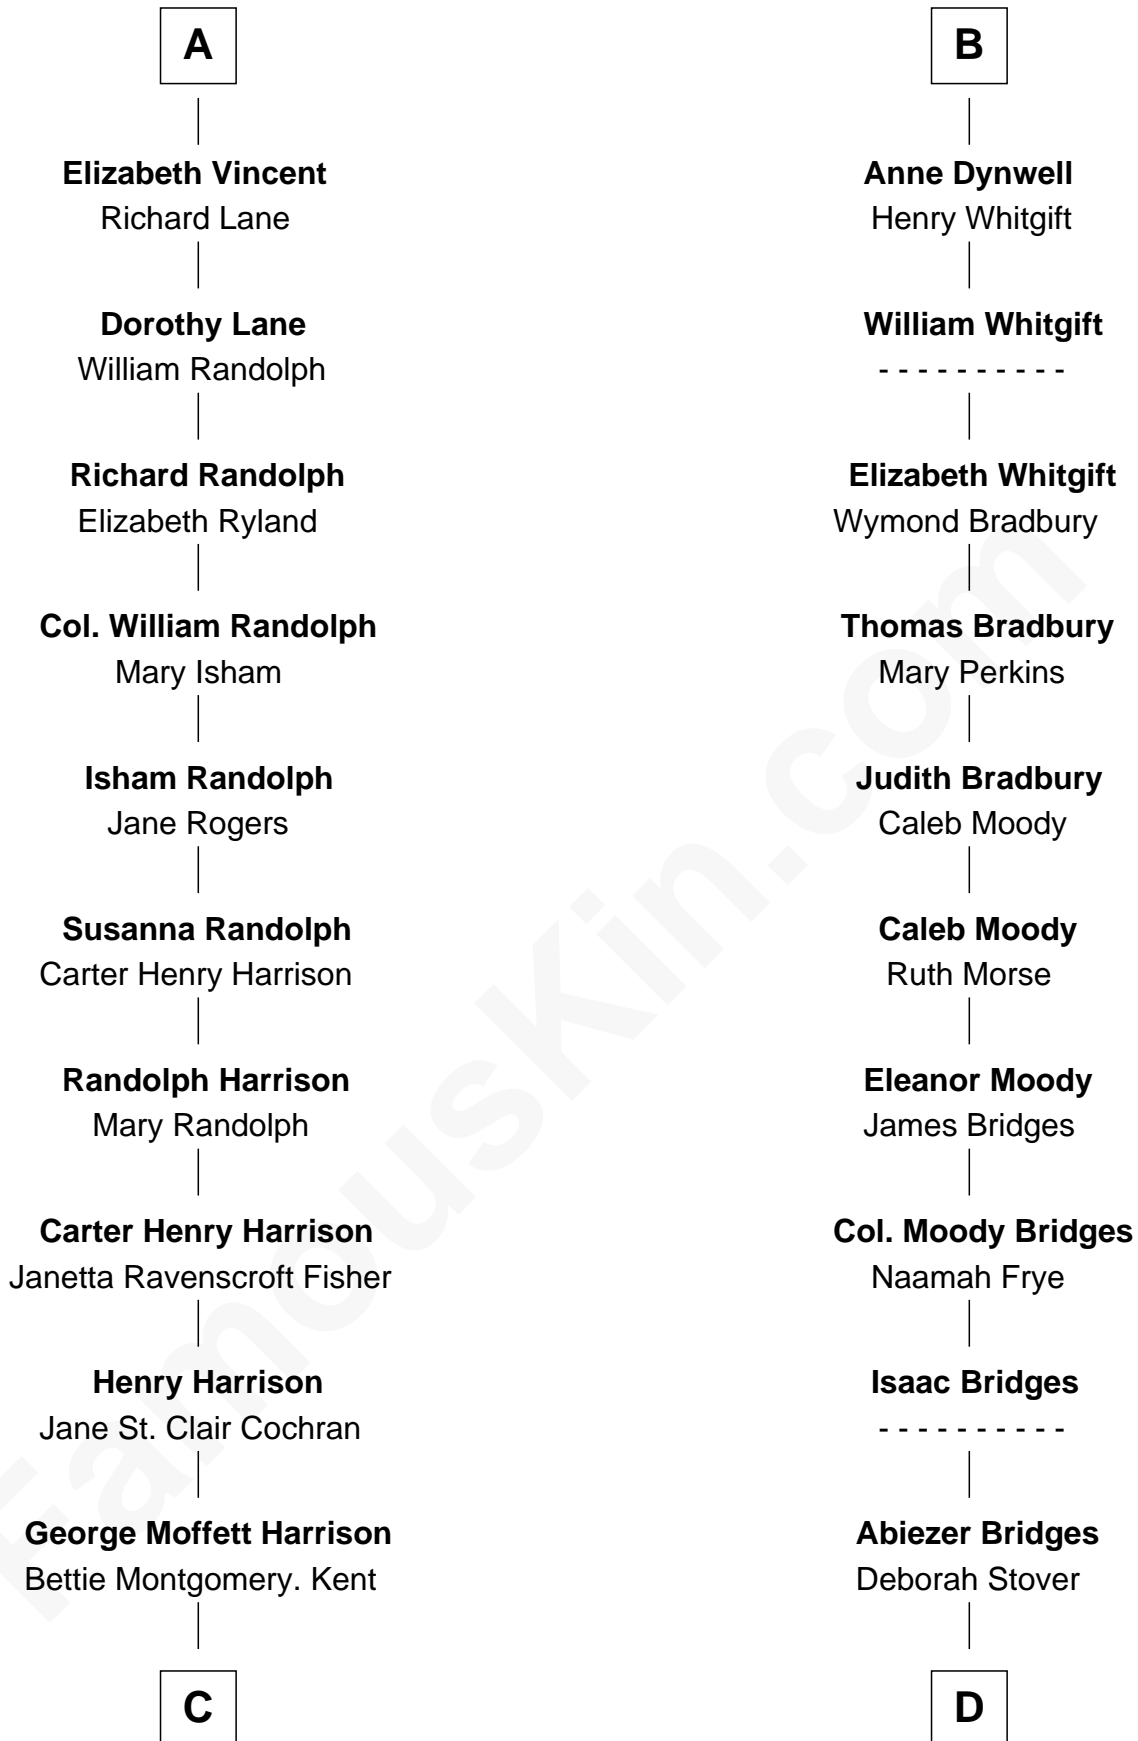 A
Elizabeth Vincent
Richard Lane
Dorothy Lane
William Randolph
Richard Randolph
Elizabeth Ryland
Col. William Randolph
Mary Isham
Isham Randolph
Jane Rogers
Susanna Randolph
Carter Henry Harrison
Randolph Harrison
Mary Randolph
Carter Henry Harrison
Janetta Ravenscroft Fisher
Henry Harrison
Jane St. Clair Cochran
George Moffett Harrison
Bettie Montgomery. Kent
C
B
Anne Dynwell
Henry Whitgift
William Whitgift
- - - - - - - - - -
Elizabeth Whitgift
Wymond Bradbury
Thomas Bradbury
Mary Perkins
Judith Bradbury
Caleb Moody
Caleb Moody
Ruth Morse
Eleanor Moody
James Bridges
Col. Moody Bridges
Naamah Frye
Isaac Bridges
- - - - - - - - - -
Abiezer Bridges
Deborah Stover
D
FamousKin.com